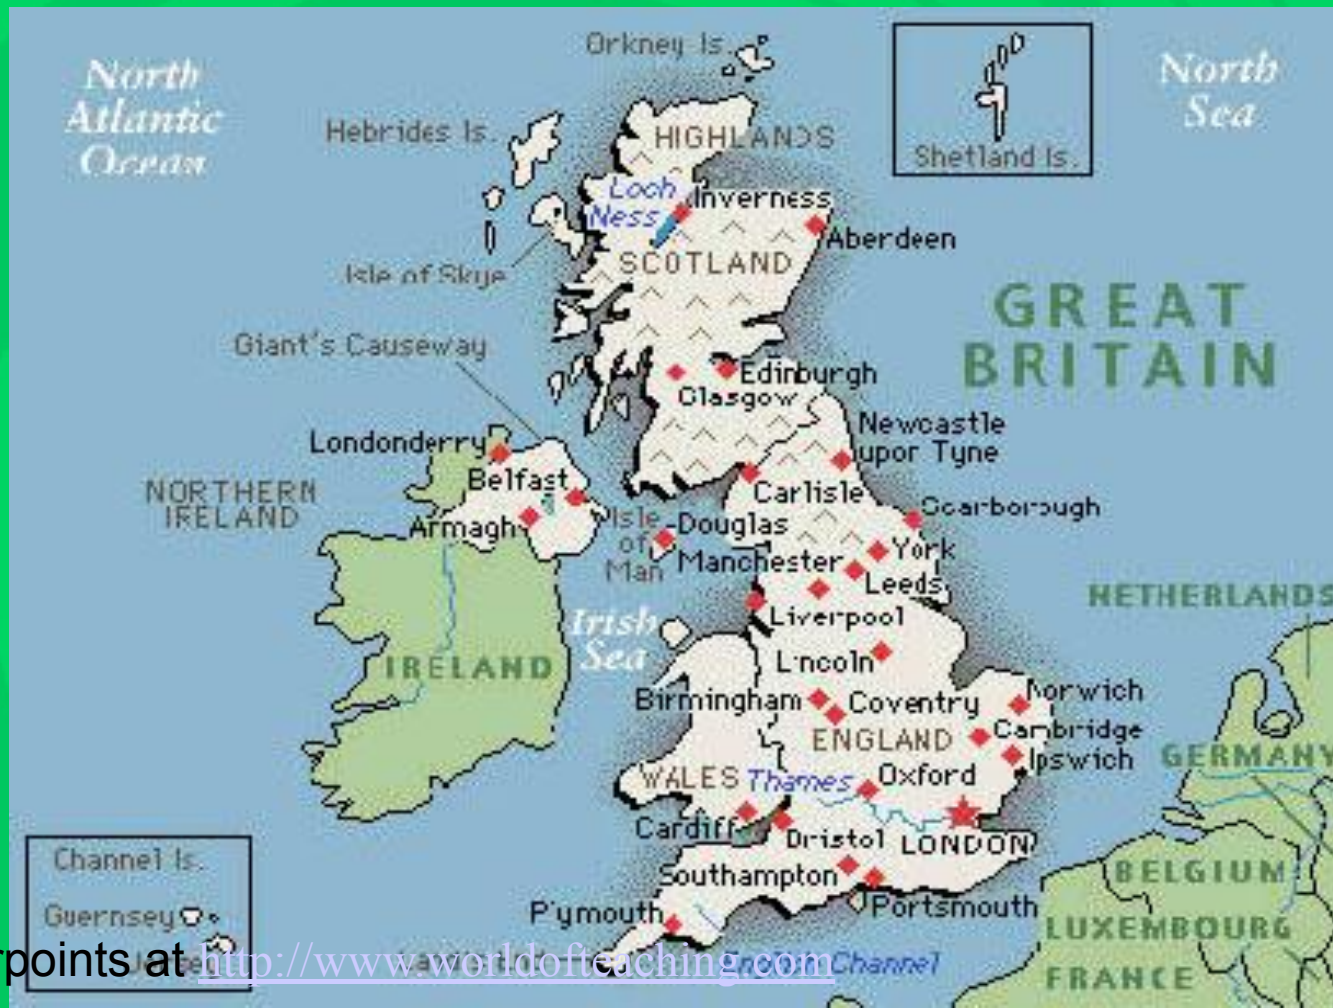 Orkney Is.
North
Atlantic
Ocean
North
Sea
Hebrides Is.
HIGHLANDS
Shetland Is.
Loch
Ness
Inverness
Aberdeen
SCOTLAND
Isle of Skye
GREAT
BRITAIN
Giant's Causeway
Edinburgh
Glasgow
Newcastle
upon Tyne
Londonderry
Belfast
Carlisle
NORTHERN
IRELAND
Scarborough
Armagh
Isle
of
Man
Douglas
York
Manchester
Leeds
NETHERLANDS
Liverpool
Irish
Sea
IRELAND
Lincoln
Birmingham
Coventry
Norwich
Cambridge
ENGLAND
Ipswich
GERMANY
WALES
Thames
Oxford
Cardiff
Bristol
LONDON
Channel Is.
BELGIUM
Southampton
Portsmouth
Guernsey
Plymouth
LUXEMBOURG
English Channel
FRANCE
points at http://www.worldofteaching.com